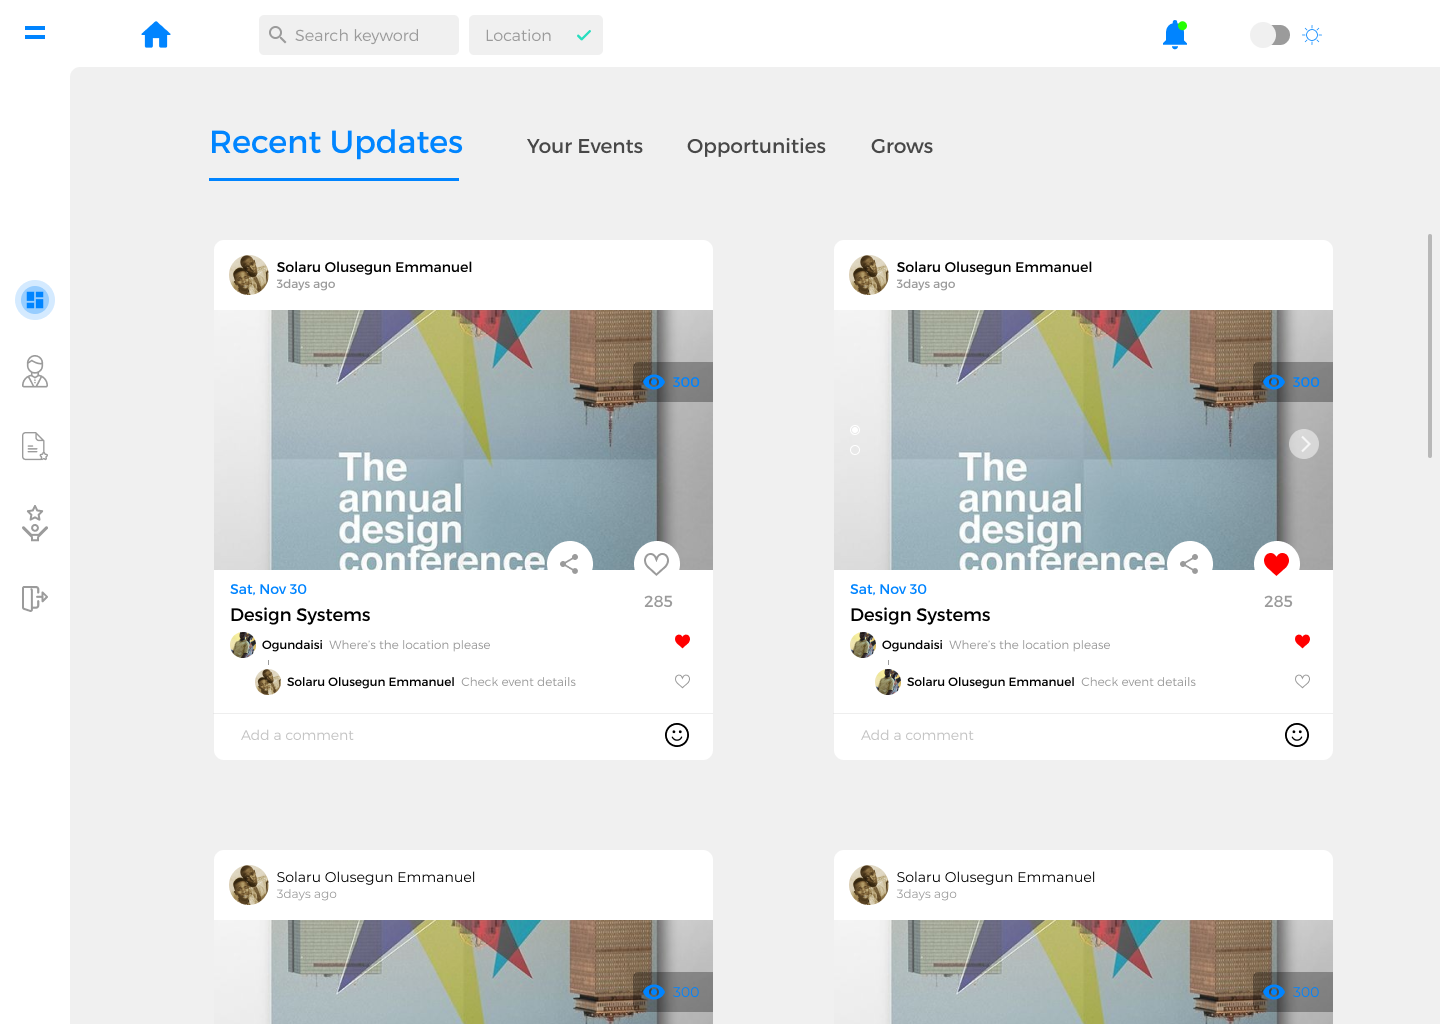 Search keyword
Location
Recent Updates
Your Events
Opportunities
Grows
Solaru Olusegun Emmanuel
3days ago
300
The
annual
design
conference
Sat, Nov 30
285
Design Systems
Ogundaisi Where's the location please
Solaru Olusegun Emmanuel Check event details
Add a comment
Solaru Olusegun Emmanuel
3days ago
300
The
annual
design
conference
Sat, Nov 30
285
Design Systems
Ogundaisi Where's the location please
Solaru Olusegun Emmanuel Check event details
Add a comment
Solaru Olusegun Emmanuel
3days ago
300
Solaru Olusegun Emmanuel
3days ago
300